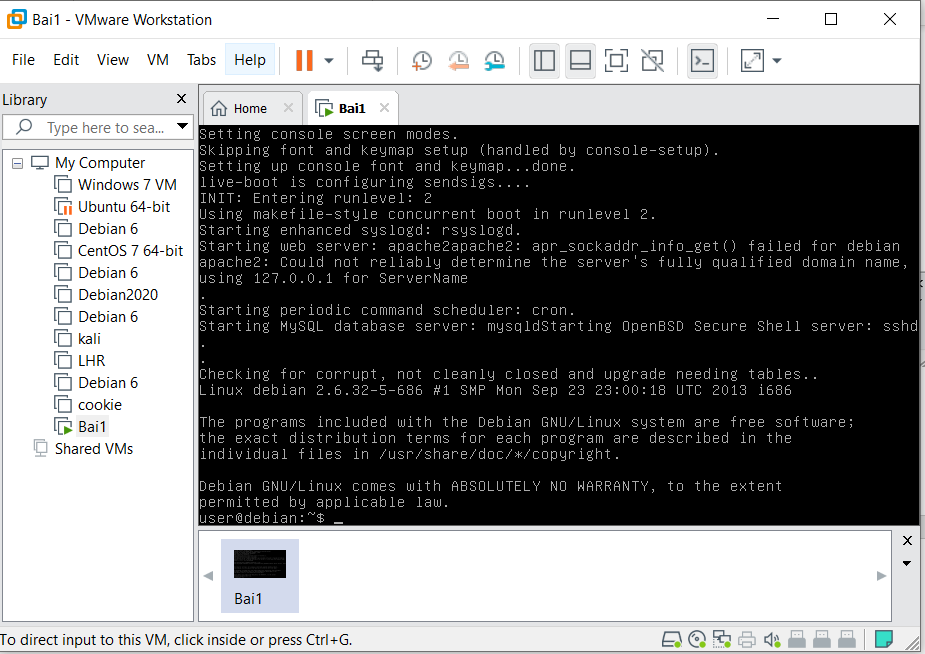 Bai1 - VMware Workstation
File Edit View VM Tabs Help
Library
Type here to sea...
My Computer
Windows 7 VM
Ubuntu 64-bit
Debian 6
CentOS 7 64-bit
Debian 6
Debian2020
Debian 6
kali
LHR
Debian 6
cookie
Bai1
Shared VMs
Home Bai1
Setting console screen modes.
Skipping font and keymap setup (handled by console-setup).
Setting up console font and keymap...done.
live-boot is configuring sendsigs....
INIT: Entering runlevel: 2
Using makefile-style concurrent boot in runlevel 2.
Starting enhanced syslogd: rsyslogd.
Starting web server: apache2apache2: apr_sockaddr_info_get() failed for debian
apache2: Could not reliably determine the server's fully qualified domain name,
using 127.0.0.1 for ServerName
.
Starting periodic command scheduler: cron.
Starting MySQL database server: mysqldStarting OpenBSD Secure Shell server: sshd
.
.
Checking for corrupt, not cleanly closed and upgrade needing tables..
Linux debian 2.6.32-5-686 #1 SMP Mon Sep 23 23:00:18 UTC 2013 i686
The programs included with the Debian GNU/Linux system are free software;
the exact distribution terms for each program are described in the
individual files in /usr/share/doc/*/copyright.
Debian GNU/Linux comes with ABSOLUTELY NO WARRANTY, to the extent
permitted by applicable law.
user@debian:~$ _
Bai1
To direct input to this VM, click inside or press Ctrl+G.